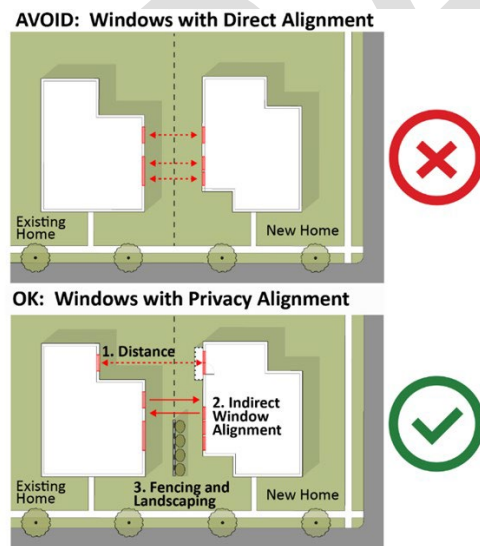 AVOID: Windows with Direct Alignment
Existing
Home
New Home
OK: Windows with Privacy Alignment
1. Distance
2. Indirect
Window
Alignment
3. Fencing and
Landscaping
Existing
Home
New Home